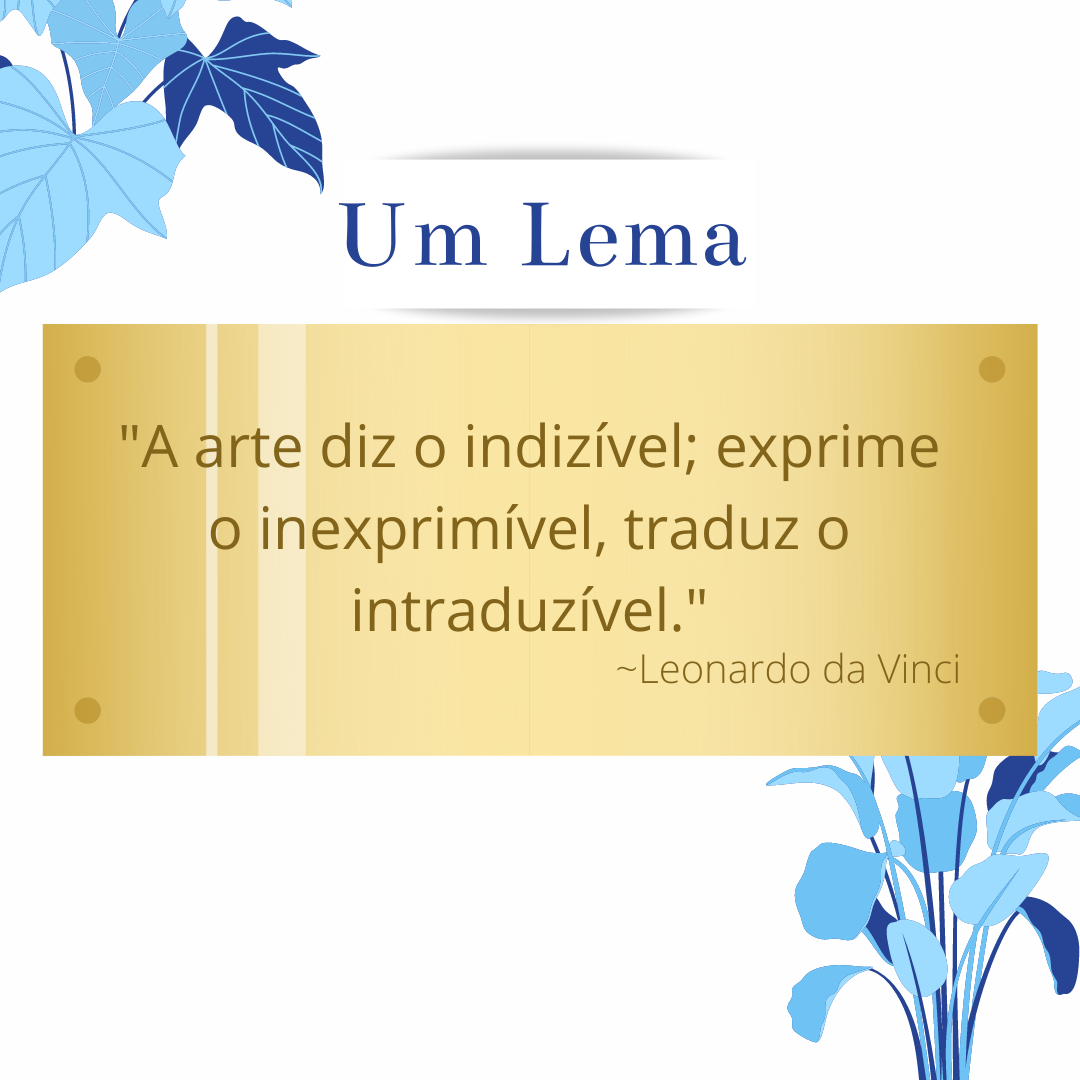 Um Lema
"A arte diz o indizível; exprime
o inexprimível, traduz o
intraduzível."
~Leonardo da Vinci